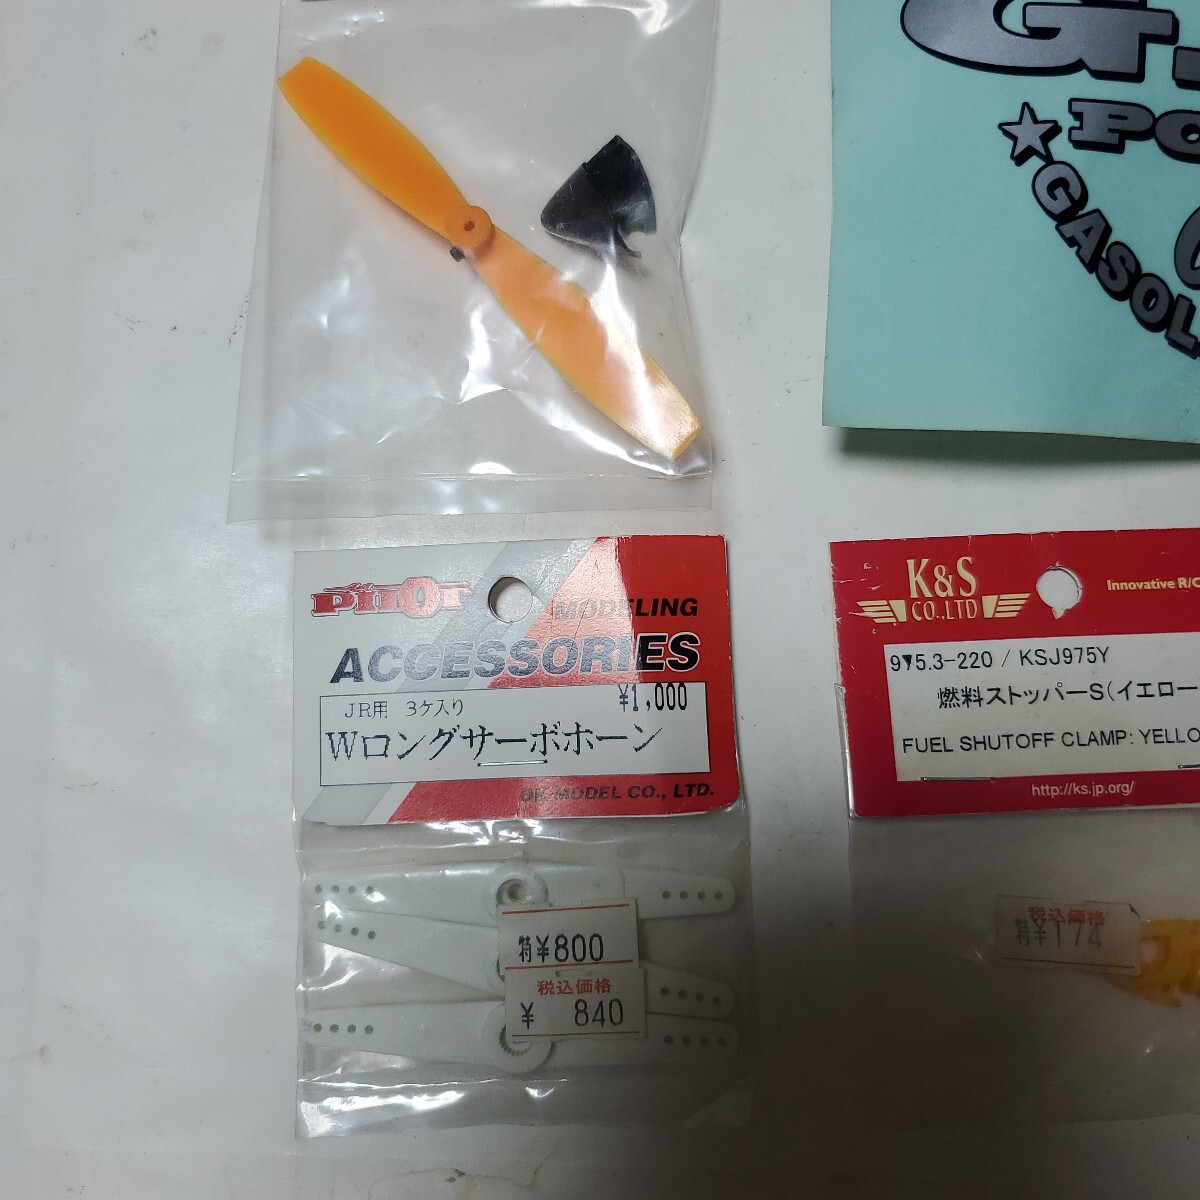 GASOL
Pilot
MODELING
ACCESSORIES
JR用 3ケ入り ¥1,000
Wロングサーボホーン
OK MODEL CO., LTD.
特¥800
税込価格
¥ 840
K&S
CO.,LTD
Innovative R/C
975.3-220 / KSJ975Y
燃料ストッパーS(イエロー
FUEL SHUTOFF CLAMP: YELLO
http://ks.jp.org/
税込価格
特¥174